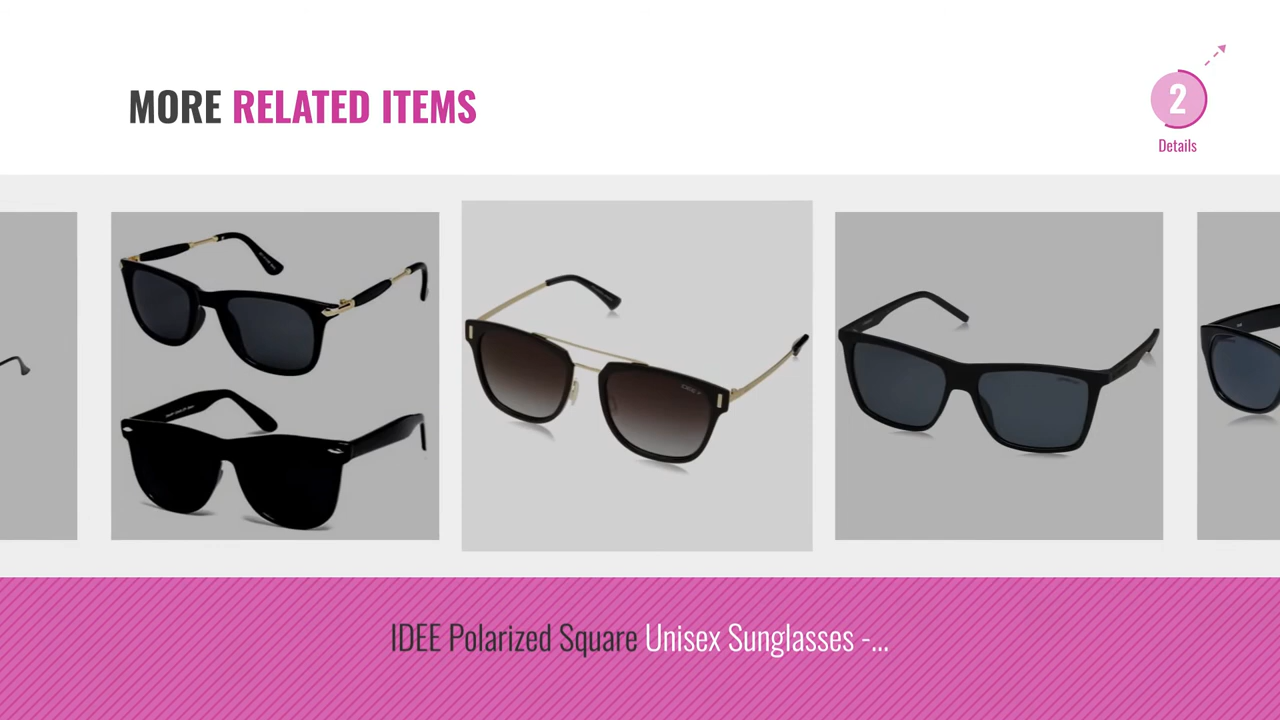 MORE RELATED ITEMS
2
Details
IDEE Polarized Square Unisex Sunglasses -...